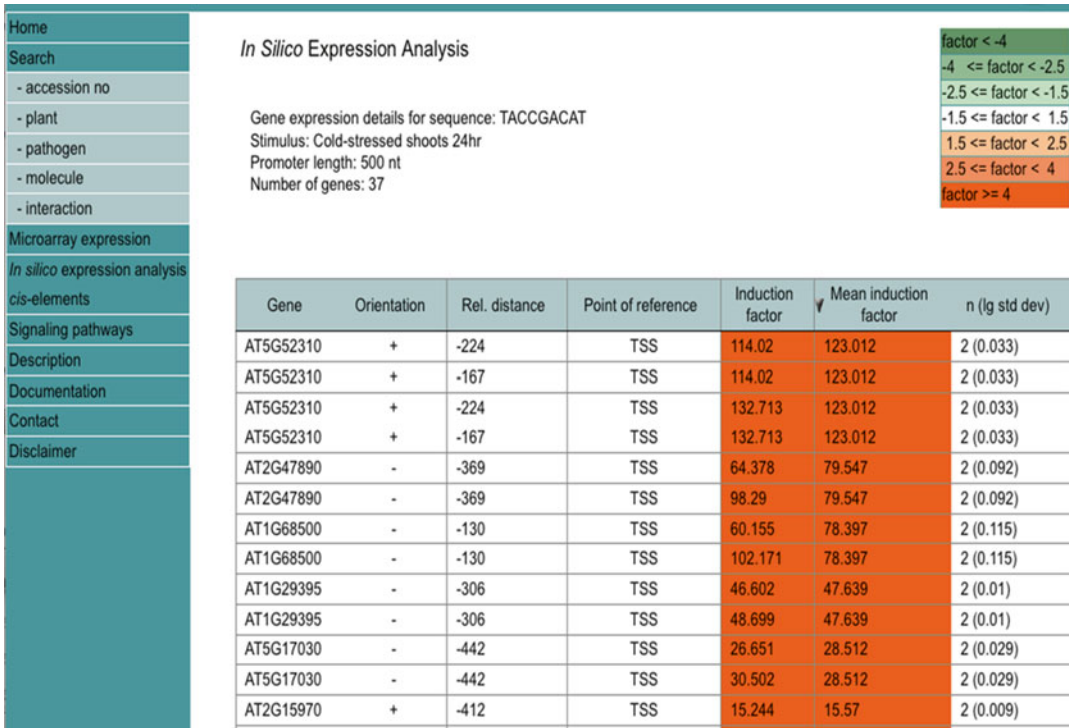 Home
Search
- accession no
- plant
- pathogen
- molecule
- interaction
Microarray expression
In silico expression analysis
cis-elements
Signaling pathways
Description
Documentation
Contact
Disclaimer
In Silico Expression Analysis
Gene expression details for sequence: TACCGACAT
Stimulus: Cold-stressed shoots 24hr
Promoter length: 500 nt
Number of genes: 37
factor < -4
-4 <= factor < -2.5
-2.5 <= factor < -1.5
-1.5 <= factor < 1.5
1.5 <= factor < 2.5
2.5 <= factor < 4
factor >= 4
Gene Orientation Rel. distance Point of reference Induction factor Mean induction factor n (lg std dev)
AT5G52310 + -224 TSS 114.02 123.012 2 (0.033)
AT5G52310 + -167 TSS 114.02 123.012 2 (0.033)
AT5G52310 + -224 TSS 132.713 123.012 2 (0.033)
AT5G52310 + -167 TSS 132.713 123.012 2 (0.033)
AT2G47890 - -369 TSS 64.378 79.547 2 (0.092)
AT2G47890 - -369 TSS 98.29 79.547 2 (0.092)
AT1G68500 - -130 TSS 60.155 78.397 2 (0.115)
AT1G68500 - -130 TSS 102.171 78.397 2 (0.115)
AT1G29395 - -306 TSS 46.602 47.639 2 (0.01)
AT1G29395 - -306 TSS 48.699 47.639 2 (0.01)
AT5G17030 - -442 TSS 26.651 28.512 2 (0.029)
AT5G17030 - -442 TSS 30.502 28.512 2 (0.029)
AT2G15970 + -412 TSS 15.244 15.57 2 (0.009)